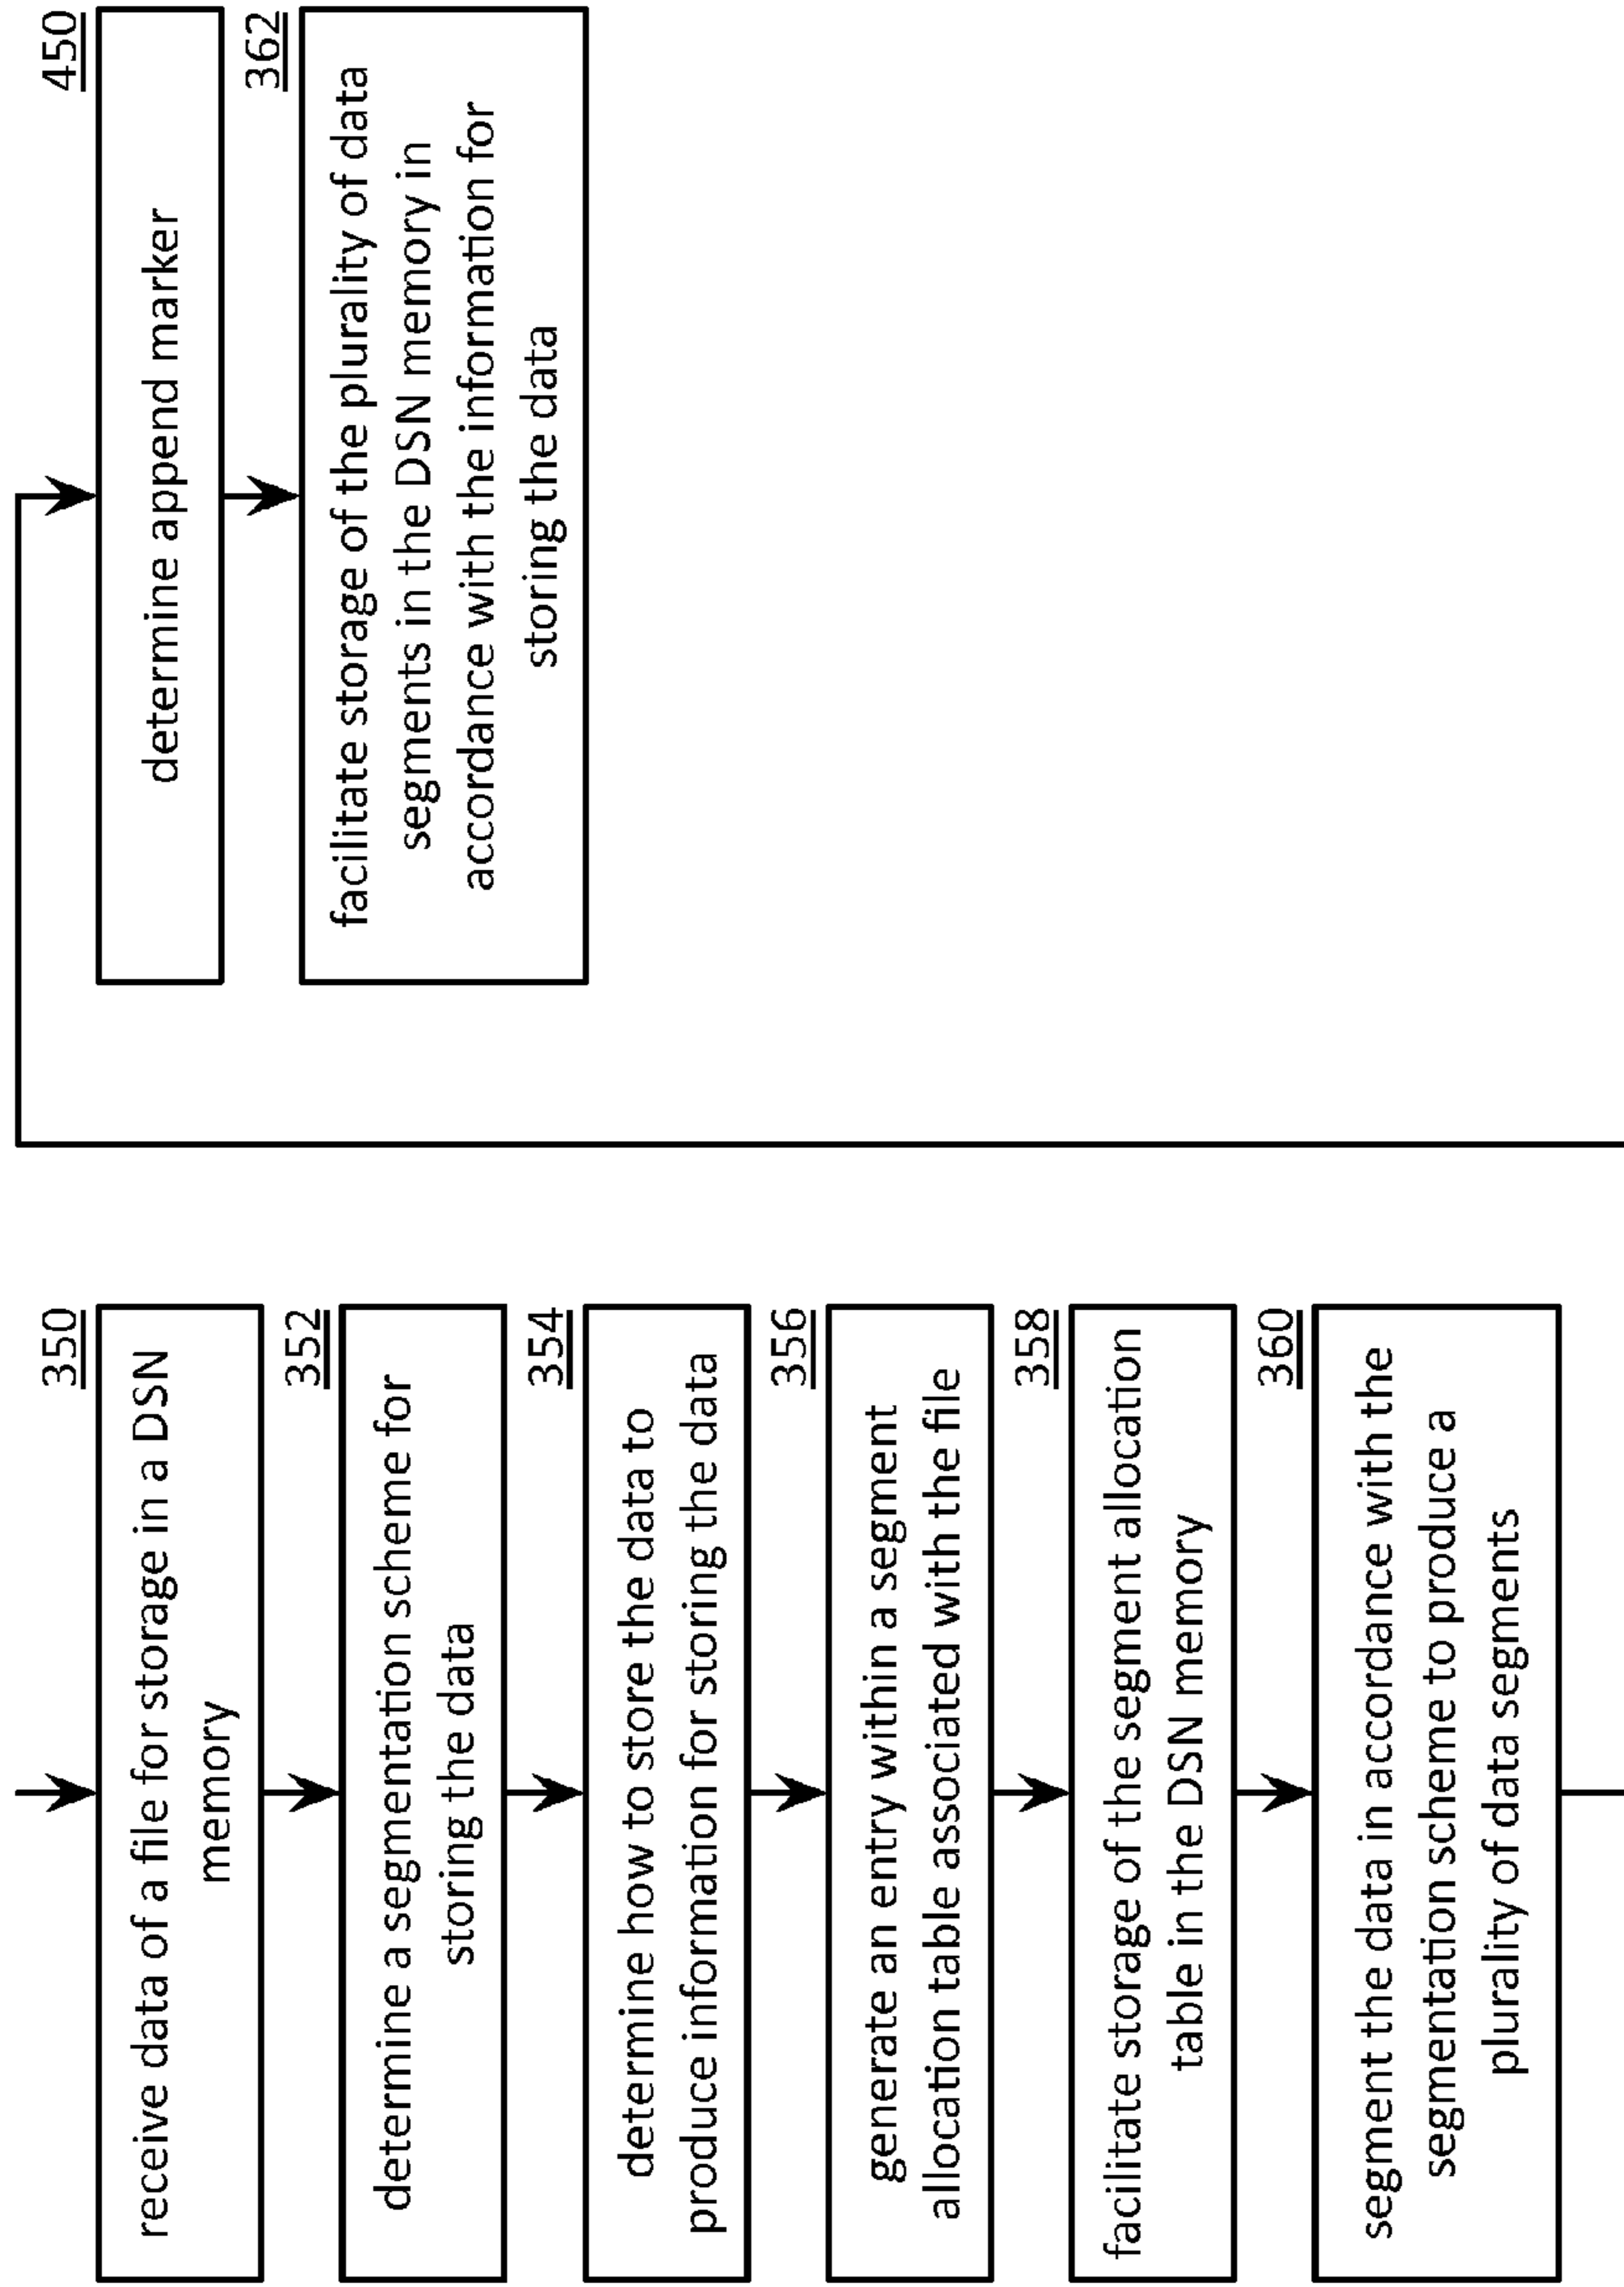 350
receive data of a file for storage in a DSN
memory
352
determine a segmentation scheme for
storing the data
354
determine how to store the data to
produce information for storing the data
356
generate an entry within a segment
allocation table associated with the file
358
facilitate storage of the segment allocation
table in the DSN memory
360
segment the data in accordance with the
segmentation scheme to produce a
plurality of data segments
450
determine append marker
362
facilitate storage of the plurality of data
segments in the DSN memory in
accordance with the information for
storing the data